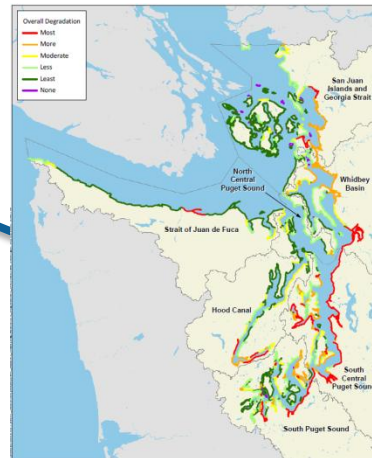 Overall Degradation
Most
More
Moderate
Less
Least
None
San Juan
Islands and
Georgia Strait
Whidbey
Basin
North
Central
Puget Sound
Strait of Juan de Fuca
Hood Canal
South
Central
Puget Sound
South Puget Sound